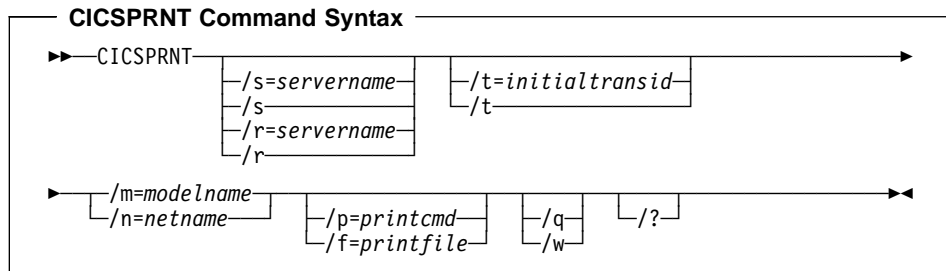 CICSPRNT Command Syntax
CICSPRNT
/s=servername /t=initialtransid
/s /t
/r=servername
/r
/m=modelname
/n=netname /p=printcmd /q /?
/f=printfile /w